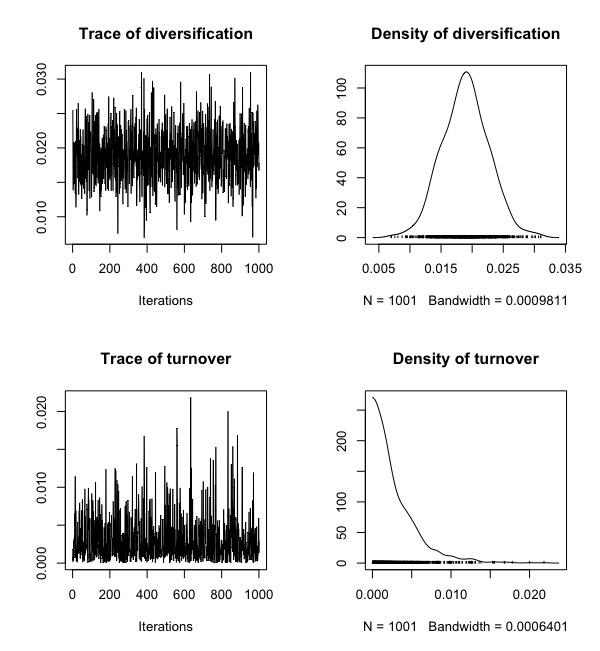 Trace of diversification
0.030
0.020
0.010
0 200 400 600 800 1000
Iterations
Density of diversification
100
80
60
40
20
0
0.005 0.015 0.025 0.035
N = 1001 Bandwidth = 0.0009811
Trace of turnover
0.020
0.010
0.000
0 200 400 600 800 1000
Iterations
Density of turnover
200
100
50
0
0.000 0.010 0.020
N = 1001 Bandwidth = 0.0006401